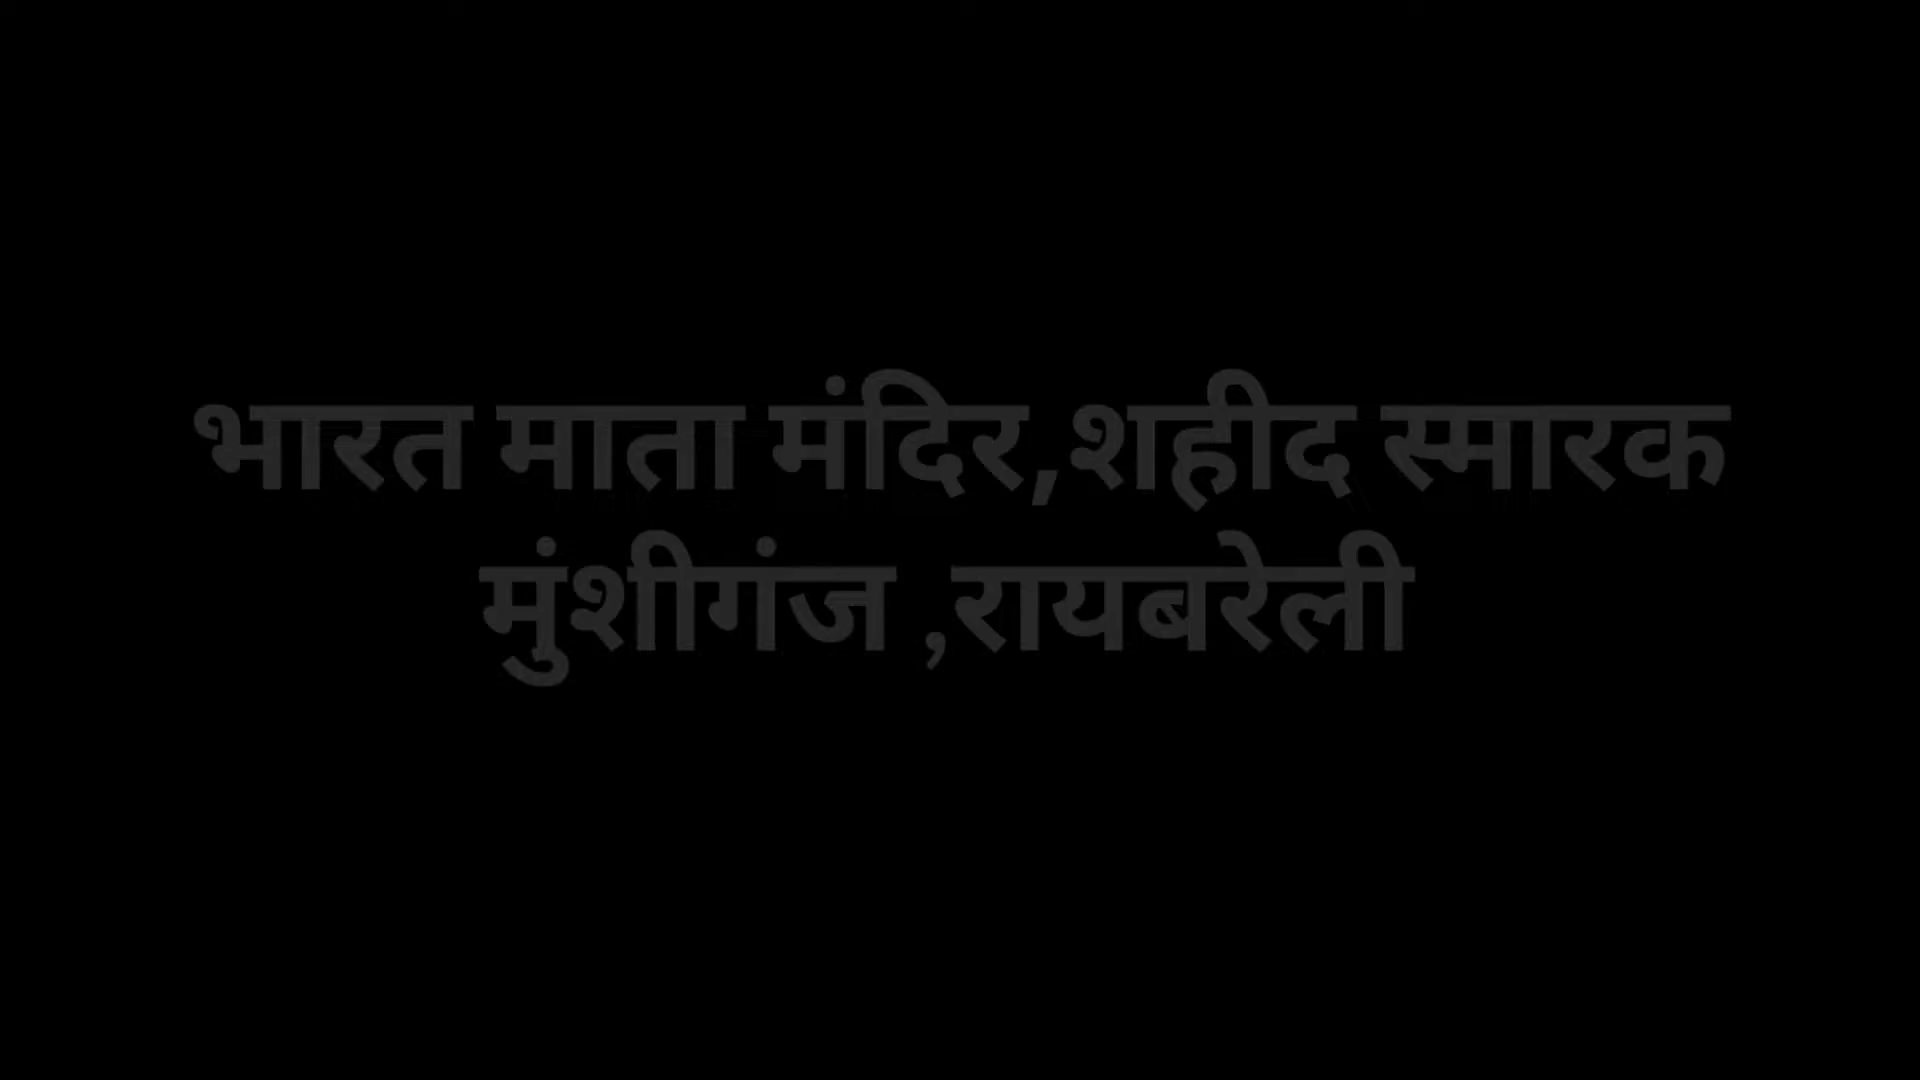 भारत माता मंदिर,शहीद स्मारक
मुंशीगंज ,रायबरेली